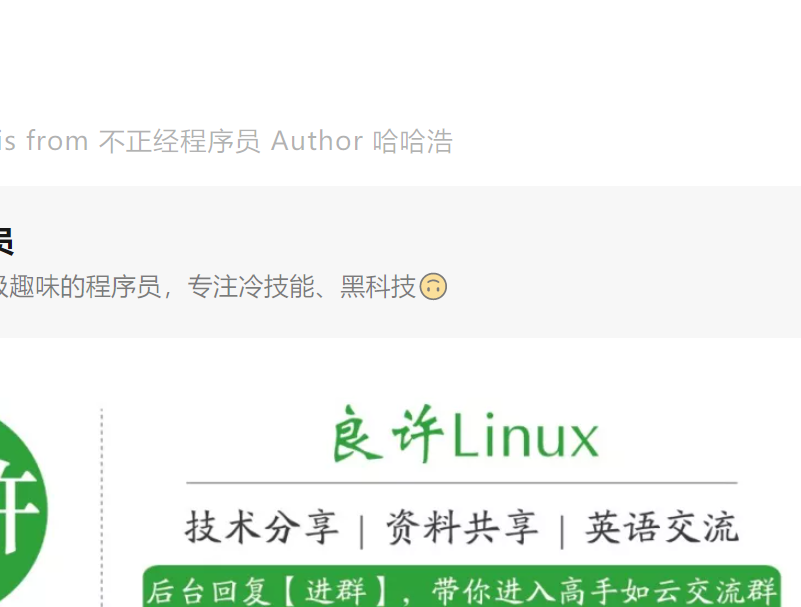 is from 不正经程序员 Author 哈哈浩
员
趣味的程序员，专注冷技能、黑科技🙃
许
良许Linux
技术分享 | 资料共享 | 英语交流
后台回复【进群】，带你进入高手如云交流群